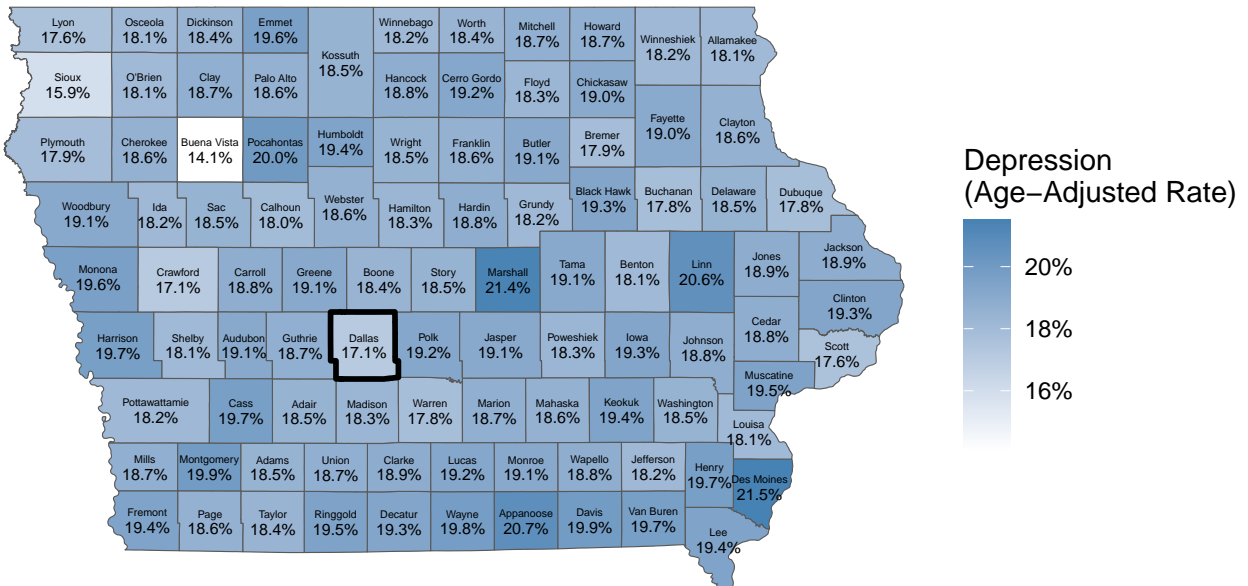 Lyon
17.6%
Osceola
18.1%
Dickinson
18.4%
Emmet
19.6%
Kossuth
18.5%
Winnebago
18.2%
Worth
18.4%
Mitchell
18.7%
Howard
18.7%
Winneshiek
18.2%
Allamakee
18.1%
Sioux
15.9%
O'Brien
18.1%
Clay
18.7%
Palo Alto
18.6%
Hancock
18.8%
Cerro Gordo
19.2%
Floyd
18.3%
Chickasaw
19.0%
Fayette
19.0%
Clayton
18.6%
Plymouth
17.9%
Cherokee
18.6%
Buena Vista
14.1%
Pocahontas
20.0%
Humboldt
19.4%
Wright
18.5%
Franklin
18.6%
Butler
19.1%
Bremer
17.9%
Woodbury
19.1%
Ida
18.2%
Sac
18.5%
Calhoun
18.0%
Webster
18.6%
Hamilton
18.3%
Hardin
18.8%
Grundy
18.2%
Black Hawk
19.3%
Buchanan
17.8%
Delaware
18.5%
Dubuque
17.8%
Monona
19.6%
Crawford
17.1%
Carroll
18.8%
Greene
19.1%
Boone
18.4%
Story
18.5%
Marshall
21.4%
Tama
19.1%
Benton
18.1%
Linn
20.6%
Jones
18.9%
Jackson
18.9%
Clinton
19.3%
Harrison
19.7%
Shelby
18.1%
Audubon
19.1%
Guthrie
18.7%
Dallas
17.1%
Polk
19.2%
Jasper
19.1%
Poweshiek
18.3%
Iowa
19.3%
Johnson
18.8%
Cedar
18.8%
Scott
17.6%
Muscatine
19.5%
Pottawattamie
18.2%
Cass
19.7%
Adair
18.5%
Madison
18.3%
Warren
17.8%
Marion
18.7%
Mahaska
18.6%
Keokuk
19.4%
Washington
18.5%
Louisa
18.1%
Mills
18.7%
Montgomery
19.9%
Adams
18.5%
Union
18.7%
Clarke
18.9%
Lucas
19.2%
Monroe
19.1%
Wapello
18.8%
Jefferson
18.2%
Henry
19.7%
Des Moines
21.5%
Fremont
19.4%
Page
18.6%
Taylor
18.4%
Ringgold
19.5%
Decatur
19.3%
Wayne
19.8%
Appanoose
20.7%
Davis
19.9%
Van Buren
19.7%
Lee
19.4%
Depression
(Age−Adjusted Rate)
20%
18%
16%